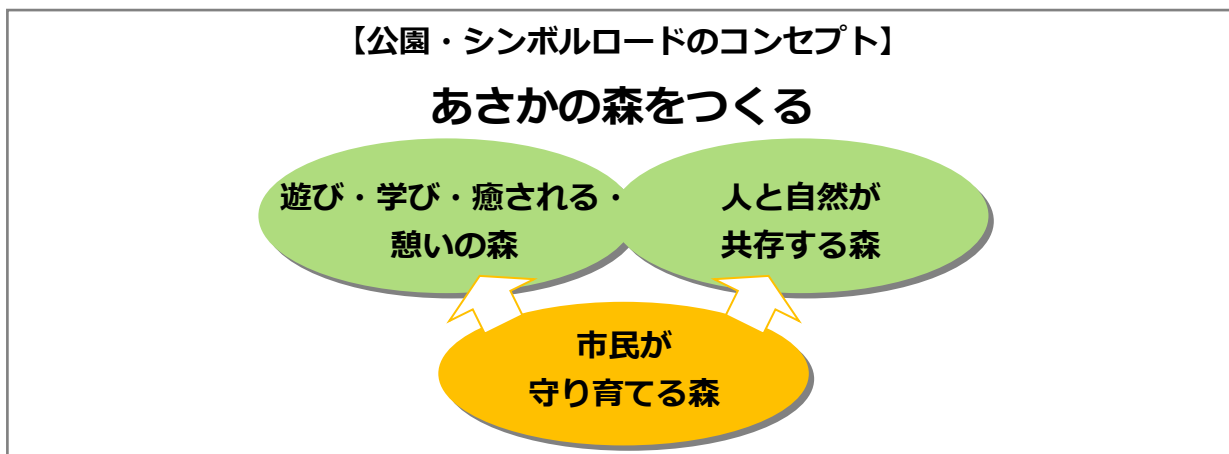 【公園・シンボルロードのコンセプト】
あさかの森をつくる
遊び・学び・癒される・
憩いの森
人と自然が
共存する森
市民が
守り育てる森